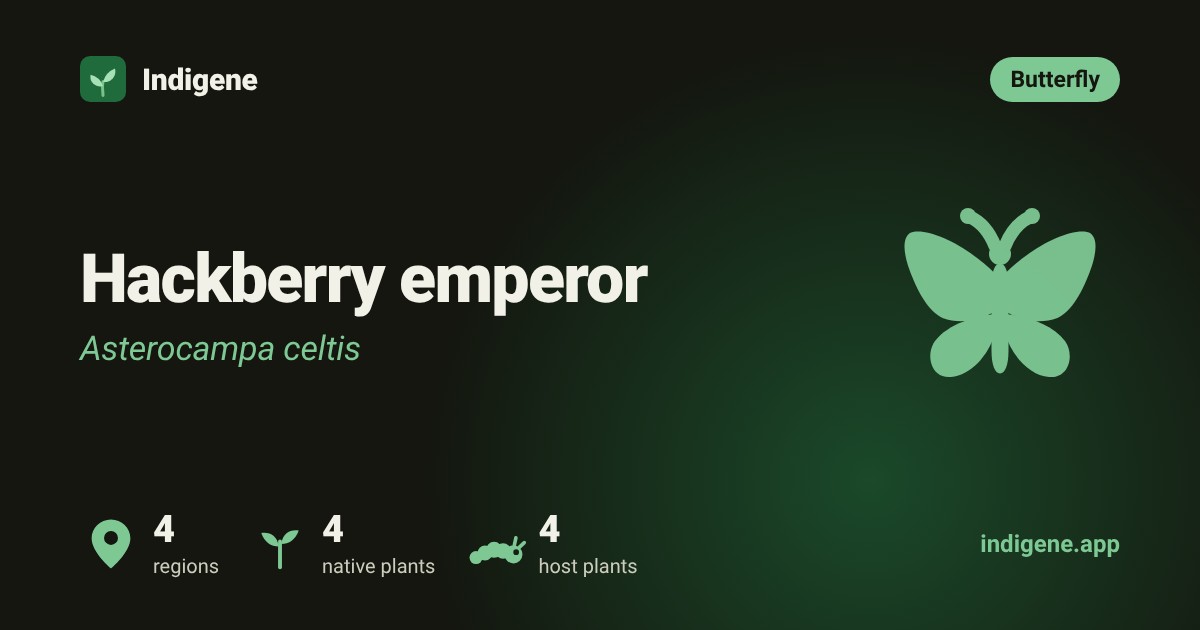 Indigene
Butterfly
Hackberry emperor
Asterocampa celtis
4
regions
4
native plants
4
host plants
indigene.app